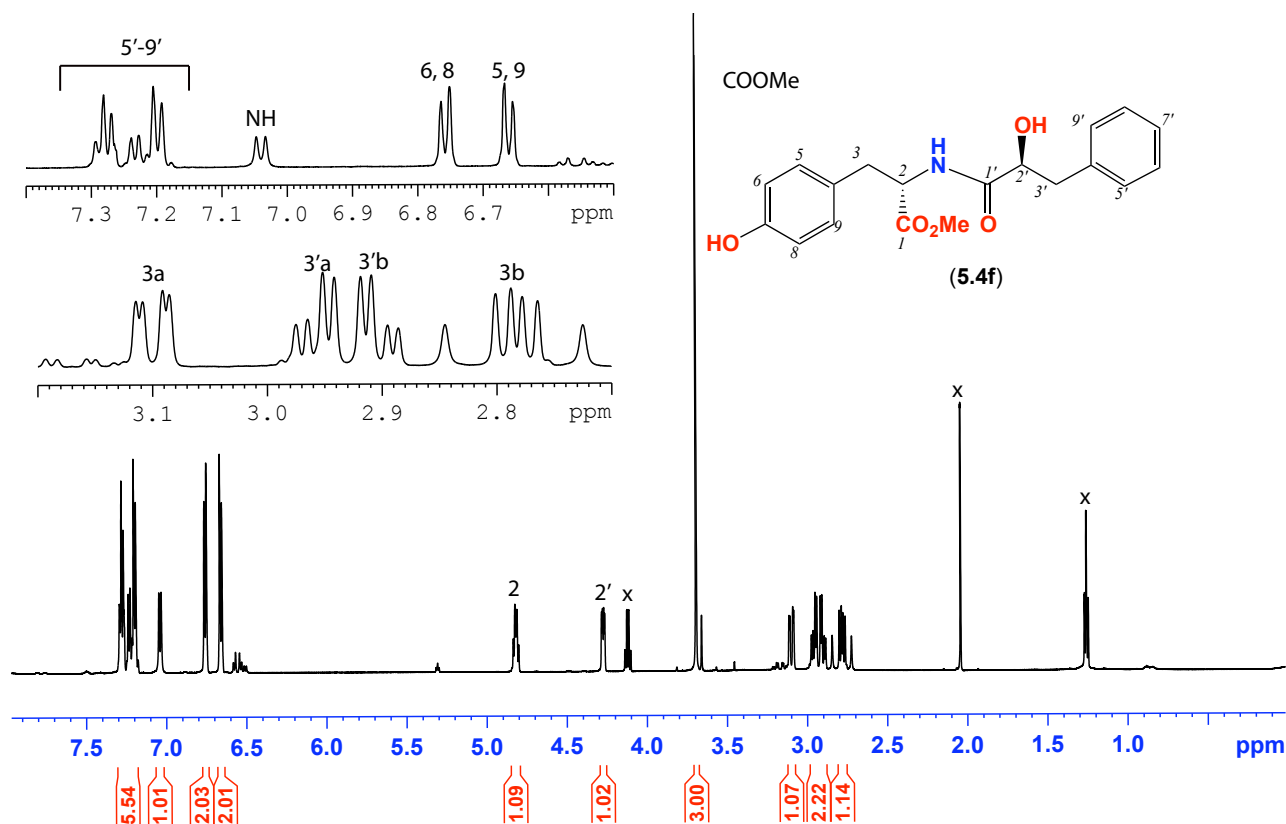 5'-9'
NH
6, 8
5, 9
7.3 7.2 7.1 7.0 6.9 6.8 6.7 ppm
3a
3'a
3'b
3b
3.1 3.0 2.9 2.8 ppm
COOMe
OH
9'
7'
H
N
5
3
2
1'
2'
3'
5'
6
9
8
HO
1
CO₂Me
O
(5.4f)
2
2'
x
x
x
7.5 7.0 6.5 6.0 5.5 5.0 4.5 4.0 3.5 3.0 2.5 2.0 1.5 1.0 ppm
5.54
1.01
2.03
2.01
1.09
1.02
3.00
1.07
2.22
1.14